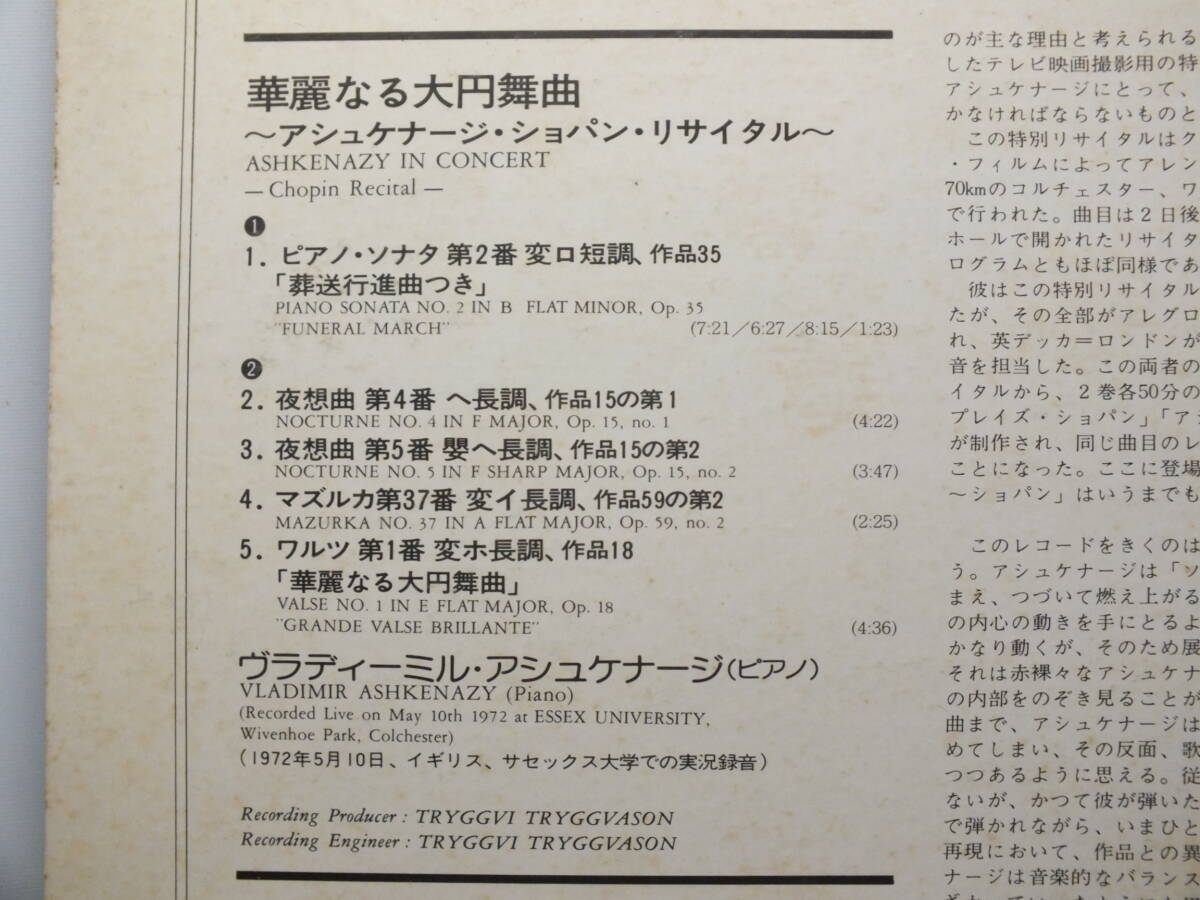 華麗なる大円舞曲
〜アシュケナージ・ショパン・リサイタル〜
ASHKENAZY IN CONCERT
— Chopin Recital —
❶
1. ピアノ・ソナタ 第2番 変ロ短調、作品35
「葬送行進曲つき」
PIANO SONATA NO. 2 IN B FLAT MINOR, Op. 35
"FUNERAL MARCH" (7:21／6:27／8:15／1:23)
❷
2. 夜想曲 第4番 ヘ長調、作品15の第1
NOCTURNE NO. 4 IN F MAJOR, Op. 15, no. 1 (4:22)
3. 夜想曲 第5番 嬰ヘ長調、作品15の第2
NOCTURNE NO. 5 IN F SHARP MAJOR, Op. 15, no. 2 (3:47)
4. マズルカ第37番 変イ長調、作品59の第2
MAZURKA NO. 37 IN A FLAT MAJOR, Op. 59, no. 2 (2:25)
5. ワルツ 第1番 変ホ長調、作品18
「華麗なる大円舞曲」
VALSE NO. 1 IN E FLAT MAJOR, Op. 18
"GRANDE VALSE BRILLANTE" (4:36)
ヴラディーミル・アシュケナージ(ピアノ)
VLADIMIR ASHKENAZY (Piano)
(Recorded Live on May 10th 1972 at ESSEX UNIVERSITY,
Wivenhoe Park, Colchester)
(1972年5月10日、イギリス、サセックス大学での実況録音)
Recording Producer : TRYGGVI TRYGGVASON
Recording Engineer : TRYGGVI TRYGGVASON
のが主な理由と考えられる
したテレビ映画撮影用の特
アシュケナージにとって、
かなければならないものと
この特別リサイタルはク
・フィルムによってアレン
70kmのコルチェスター、ワ
で行われた。曲目は2日後
ホールで開かれたリサイタ
ログラムともほぼ同様であ
彼はこの特別リサイタル
たが、その全部がアレグロ
れ、英デッカ＝ロンドンが
音を担当した。この両者の
イタルから、2巻各50分の
プレイズ・ショパン」「ア
が制作され、同じ曲目のレ
ことになった。ここに登場
〜ショパン」はいうまでも
このレコードをきくのは
う。アシュケナージは「ソ
まえ、つづいて燃え上がる
の内心の動きを手にとるよ
かなり動くが、そのため展
それは赤裸々なアシュケナ
の内部をのぞき見ることが
曲まで、アシュケナージは
めてしまい、その反面、歌
つつあるように思える。従
ないが、かつて彼が弾いた
で弾かれながら、いまひと
再現において、作品との異
ナージは音楽的なバランス